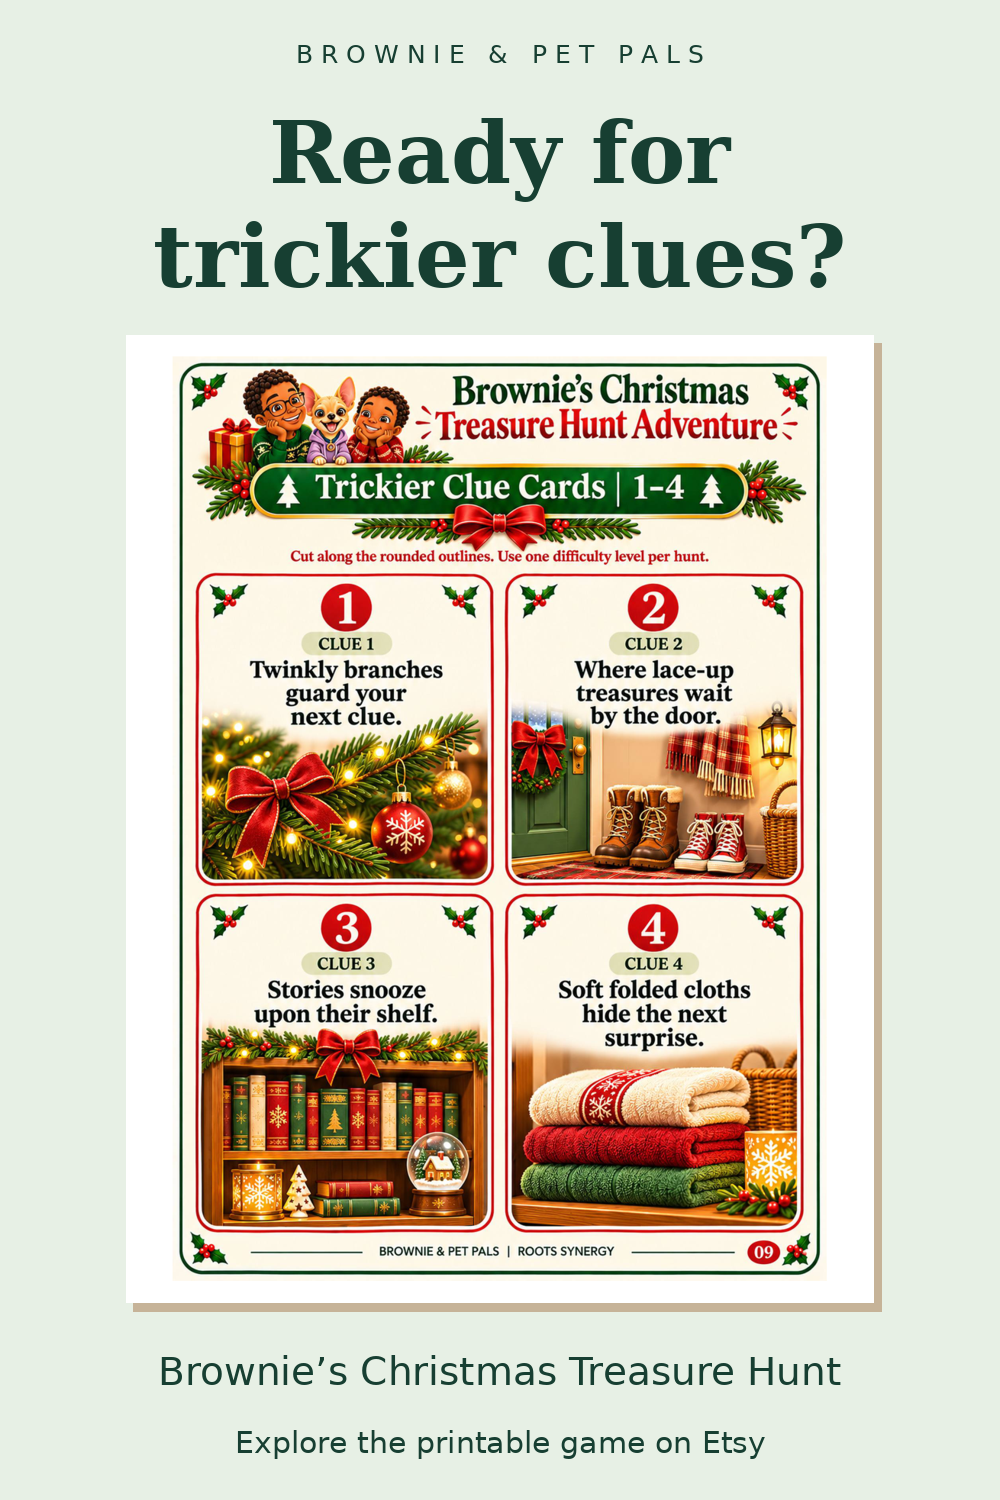 BROWNIE & PET PALS
Ready for
trickier clues?
Brownie’s Christmas
Treasure Hunt Adventure
Trickier Clue Cards | 1–4
Cut along the rounded outlines. Use one difficulty level per hunt.
1
CLUE 1
Twinkly branches
guard your
next clue.
2
CLUE 2
Where lace-up
treasures wait
by the door.
3
CLUE 3
Stories snooze
upon their shelf.
4
CLUE 4
Soft folded cloths
hide the next
surprise.
BROWNIE & PET PALS | ROOTS SYNERGY
09
Brownie’s Christmas Treasure Hunt
Explore the printable game on Etsy